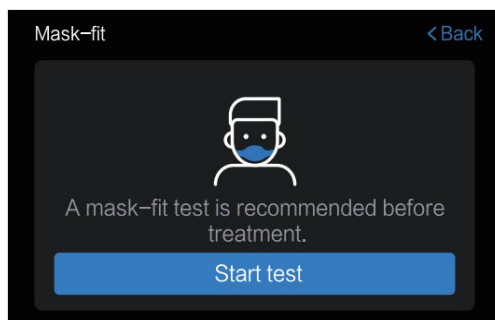 Mask-fit
<Back
A mask-fit test is recommended before
treatment.
Start test